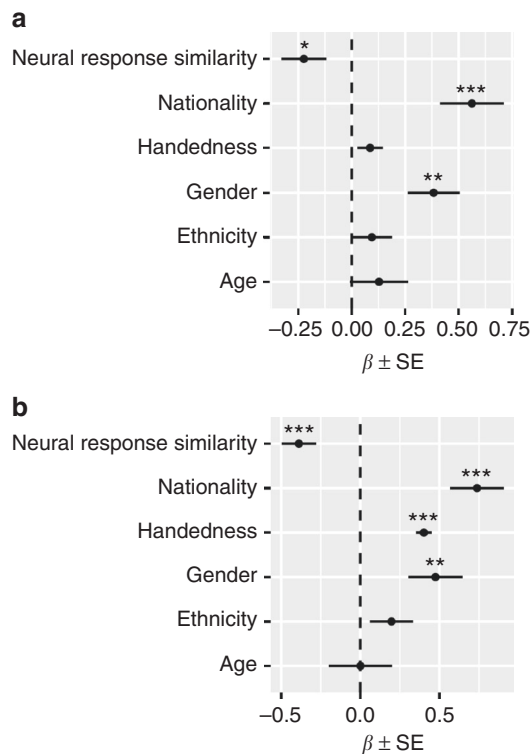 a
*
Neural response similarity
***
Nationality
Handedness
**
Gender
Ethnicity
Age
−0.25 0.00 0.25 0.50 0.75
β ± SE
b
***
Neural response similarity
***
Nationality
***
Handedness
**
Gender
Ethnicity
Age
−0.5 0.0 0.5
β ± SE